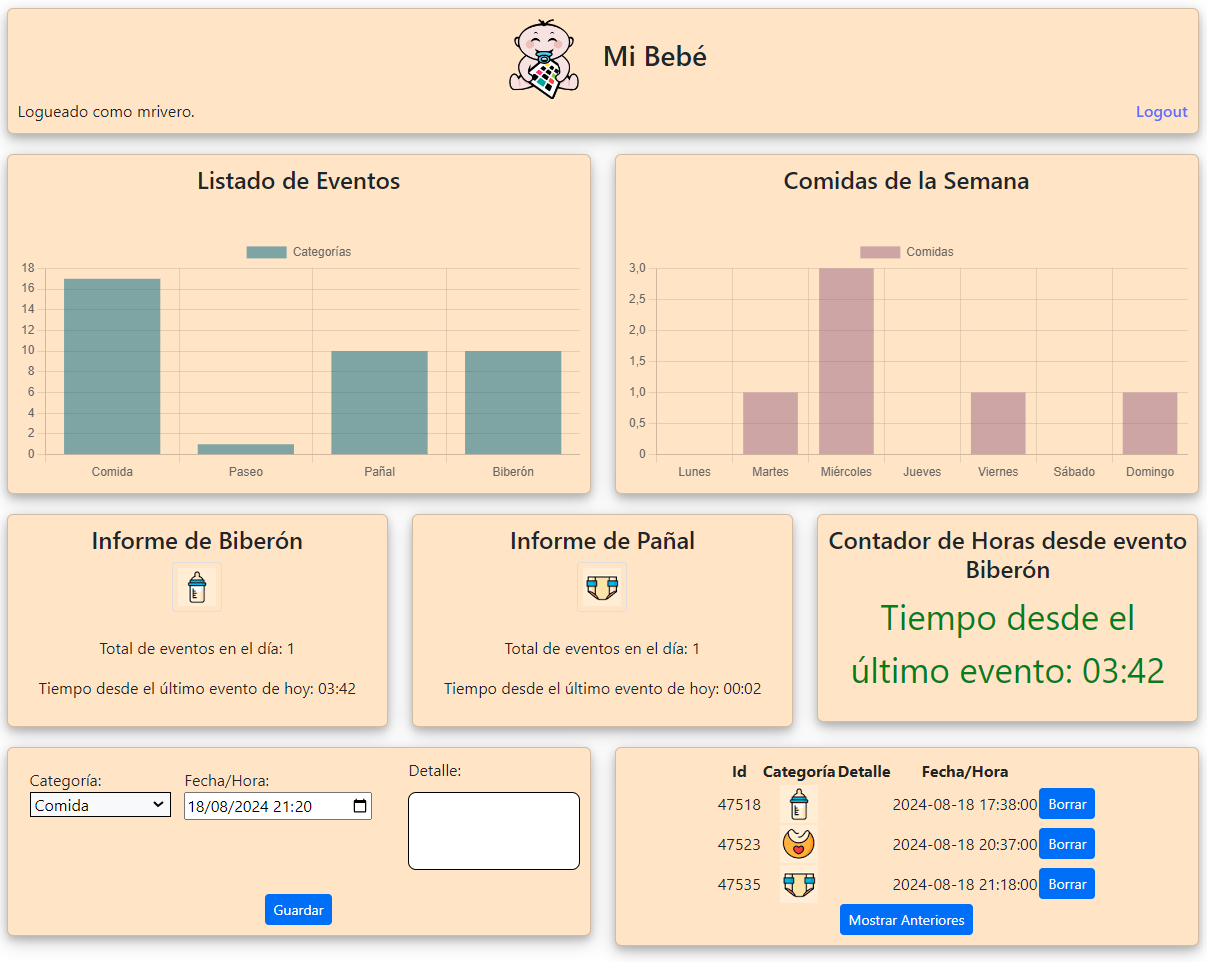 Mi Bebé
Logueado como mrivero.
Logout
Listado de Eventos
Categorías
18
16
14
12
10
8
6
4
2
0
Comida Paseo Pañal Biberón
Comidas de la Semana
Comidas
3,0
2,5
2,0
1,5
1,0
0,5
0
Lunes Martes Miércoles Jueves Viernes Sábado Domingo
Informe de Biberón
Total de eventos en el día: 1
Tiempo desde el último evento de hoy: 03:42
Informe de Pañal
Total de eventos en el día: 1
Tiempo desde el último evento de hoy: 00:02
Contador de Horas desde evento
Biberón
Tiempo desde el
último evento: 03:42
Categoría:
Comida
Fecha/Hora:
18/08/2024 21:20
Detalle:
Guardar
Id Categoría Detalle Fecha/Hora
47518 2024-08-18 17:38:00 Borrar
47523 2024-08-18 20:37:00 Borrar
47535 2024-08-18 21:18:00 Borrar
Mostrar Anteriores